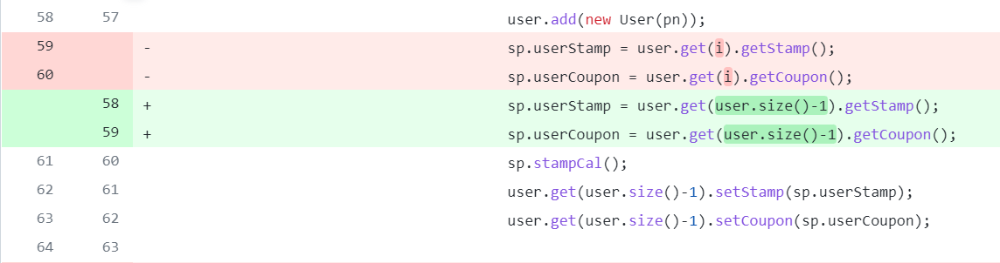 58 57 user.add(new User(pn));
59 - sp.userStamp = user.get(i).getStamp();
60 - sp.userCoupon = user.get(i).getCoupon();
58 + sp.userStamp = user.get(user.size()-1).getStamp();
59 + sp.userCoupon = user.get(user.size()-1).getCoupon();
61 60 sp.stampCal();
62 61 user.get(user.size()-1).setStamp(sp.userStamp);
63 62 user.get(user.size()-1).setCoupon(sp.userCoupon);
64 63